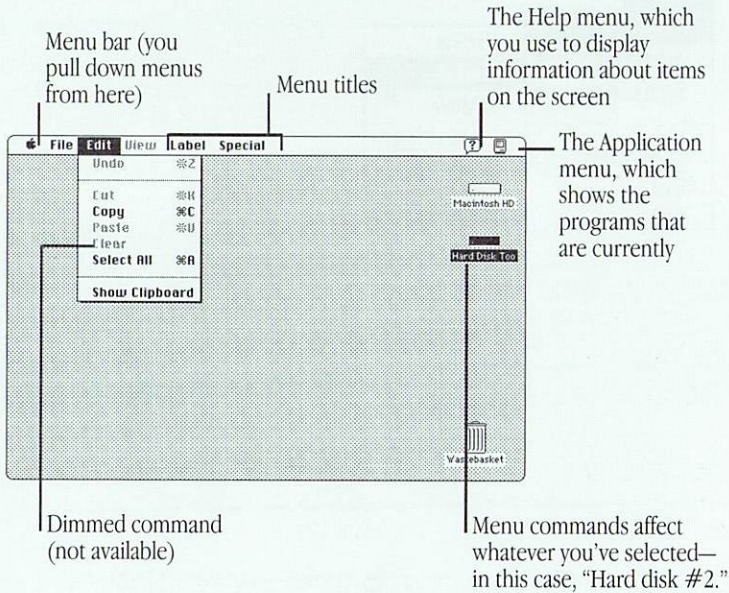 Menu bar (you
pull down menus
from here)
Menu titles
The Help menu, which
you use to display
information about items
on the screen
File Edit View Label Special
Undo ⌘Z
Cut ⌘X
Copy ⌘C
Paste ⌘V
Clear
Select All ⌘A
Show Clipboard
Macintosh HD
Hard Disk Too
Wastebasket
The Application
menu, which
shows the
programs that
are currently
Dimmed command
(not available)
Menu commands affect
whatever you've selected—
in this case, “Hard disk #2.”